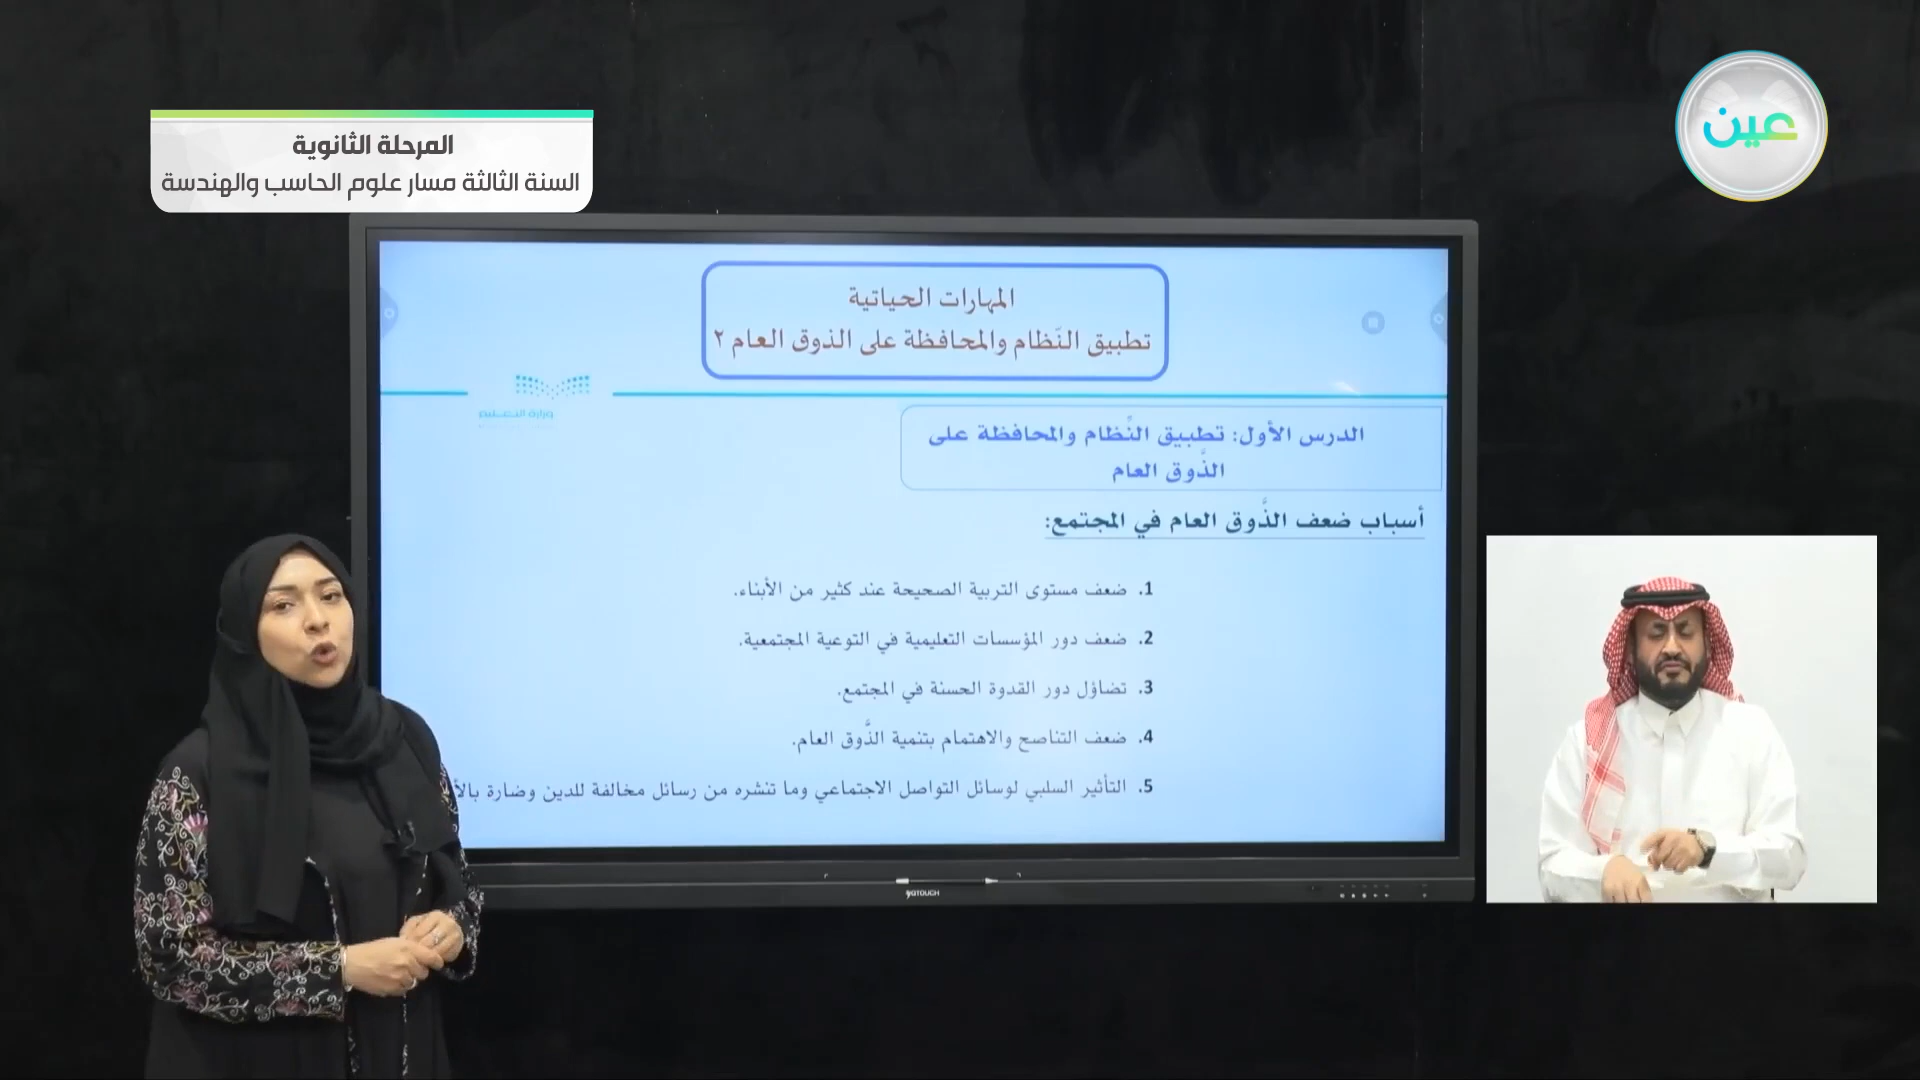 المرحلة الثانوية
السنة الثالثة مسار علوم الحاسب والهندسة
عين
المهارات الحياتية
تطبيق النَظام والمحافظة على الذوق العام ٢
وزارة التعليم
الدرس الأول: تطبيق النِّظام والمحافظة على
الذَّوق العام
أسباب ضعف الذَّوق العام في المجتمع:
1. ضعف مستوى التربية الصحيحة عند كثير من الأبناء.
2. ضعف دور المؤسسات التعليمية في التوعية المجتمعية.
3. تضاؤل دور القدوة الحسنة في المجتمع.
4. ضعف التناصح والاهتمام بتنمية الذَّوق العام.
5. التأثير السلبي لوسائل التواصل الاجتماعي وما تنشره من رسائل مخالفة للدين وضارة